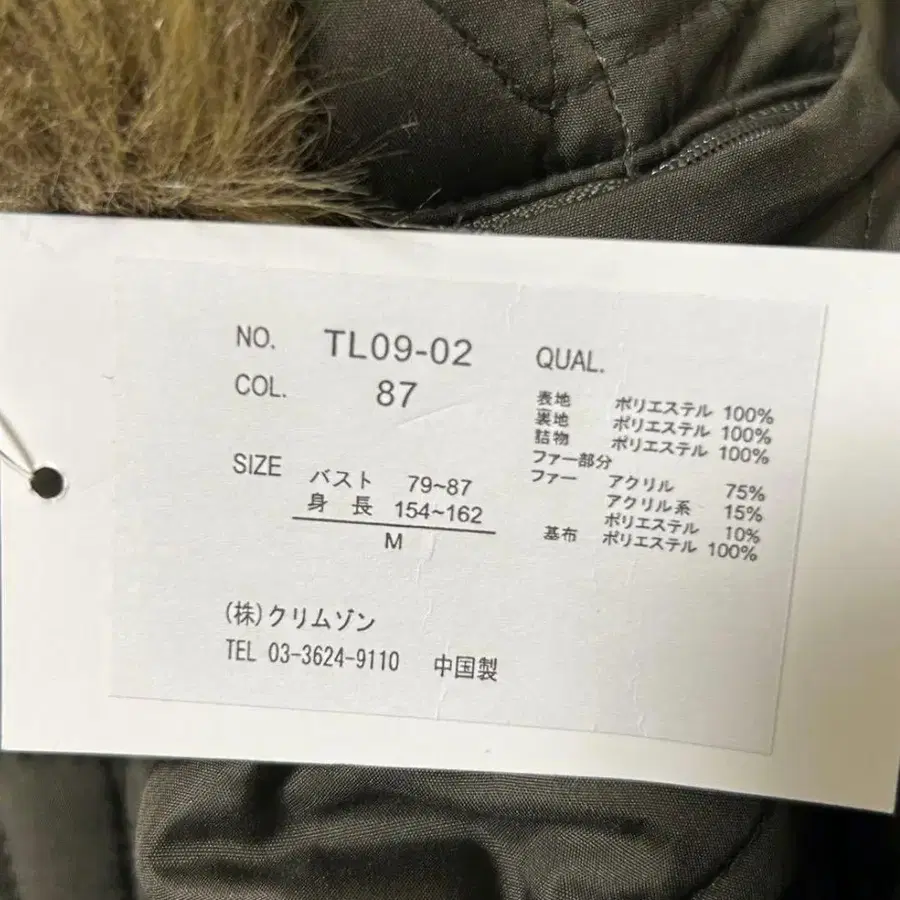 NO. TL09-02
COL. 87
SIZE
バスト 79~87
身長 154~162
M
QUAL.
表地 ポリエステル 100%
裏地 ポリエステル 100%
詰物 ポリエステル 100%
ファー部分
ファー アクリル 75%
アクリル系 15%
ポリエステル 10%
基布 ポリエステル 100%
(株)クリムゾン
TEL 03-3624-9110 中国製